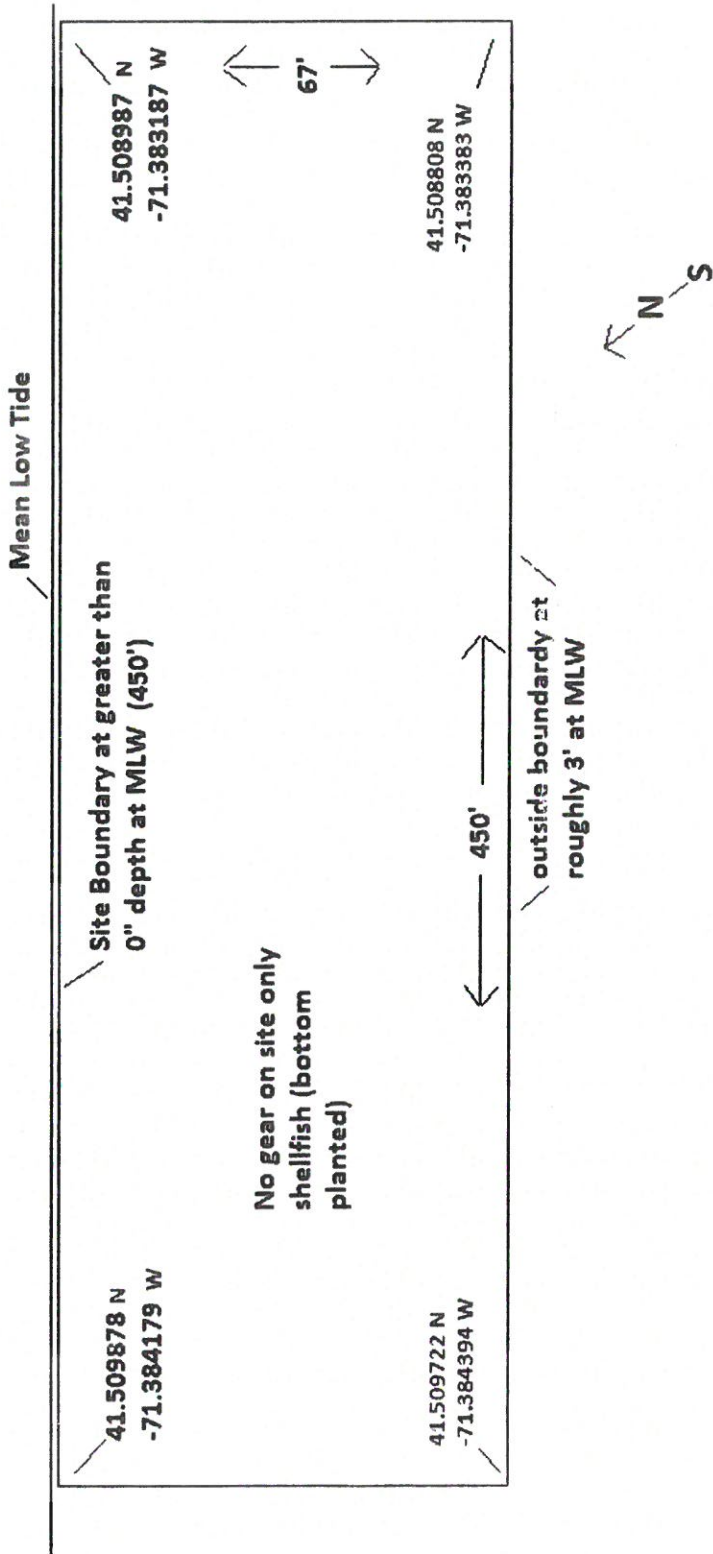 Mean Low Tide
Site Boundary at greater than
0" depth at MLW (450')
41.509878 N
-71.384179 W
41.508987 N
-71.383187 W
67'
No gear on site only
shellfish (bottom
planted)
41.509722 N
-71.384394 W
450'
41.508808 N
-71.383383 W
outside boundardy at
roughly 3' at MLW
N
S